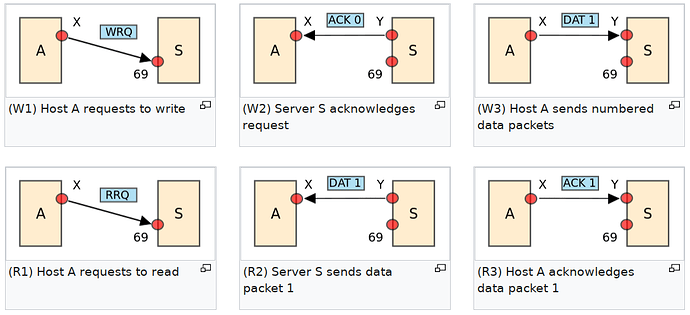 X
WRQ
A
S
69
(W1) Host A requests to write
X
ACK 0
Y
A
S
69
(W2) Server S acknowledges
request
X
DAT 1
Y
A
S
69
(W3) Host A sends numbered
data packets
X
RRQ
A
S
69
(R1) Host A requests to read
X
DAT 1
Y
A
S
69
(R2) Server S sends data
packet 1
X
ACK 1
Y
A
S
69
(R3) Host A acknowledges
data packet 1